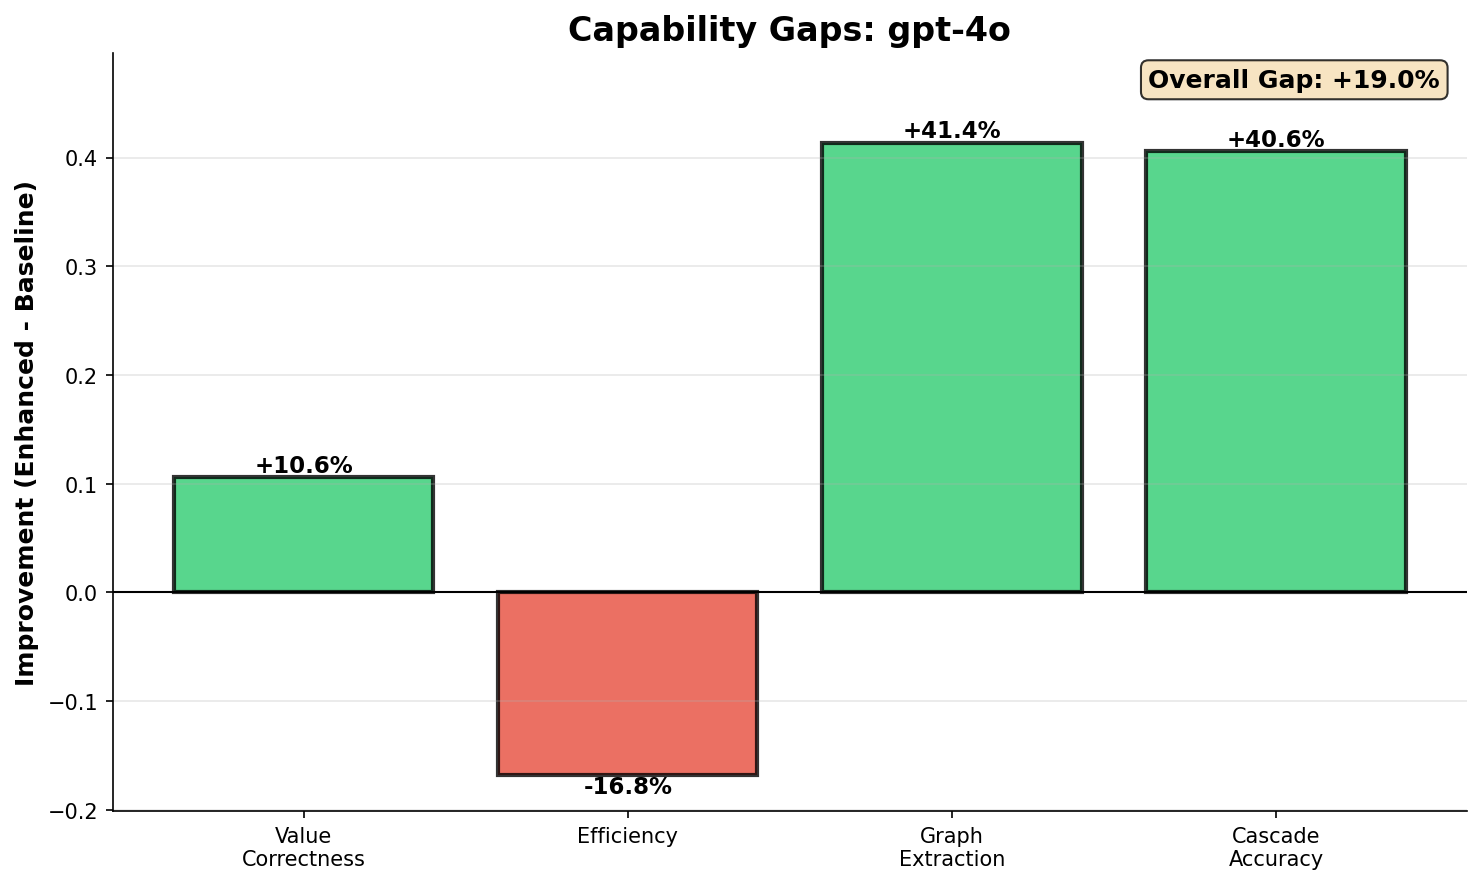 Capability Gaps: gpt-4o
Overall Gap: +19.0%
Improvement (Enhanced - Baseline)
0.4
0.3
0.2
0.1
0.0
−0.1
−0.2
+10.6%
-16.8%
+41.4%
+40.6%
Value
Correctness
Efficiency
Graph
Extraction
Cascade
Accuracy